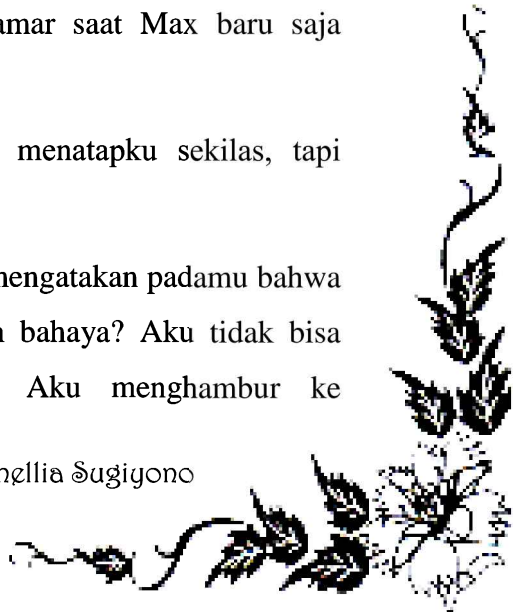 amar saat Max baru saja
menatapku sekilas, tapi
mengatakan padamu bahwa
bahaya? Aku tidak bisa
Aku menghambur ke
Sugiyono